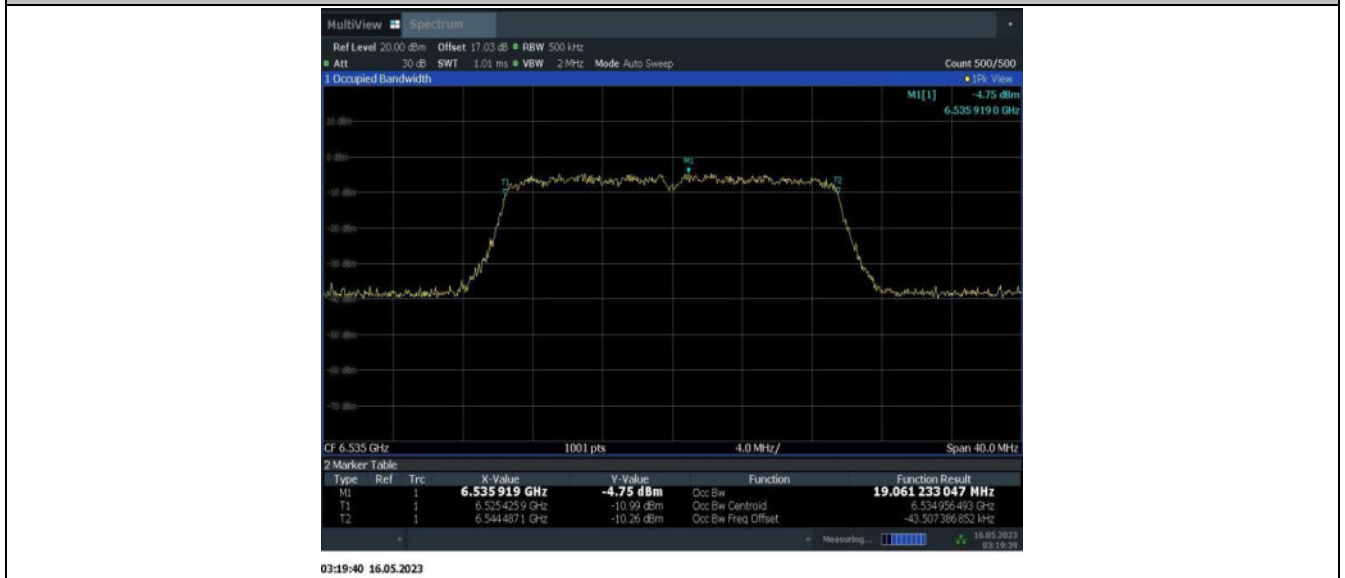 MultiView Spectrum
Ref Level 20.00 dBm Offset 17.03 dB RBW 500 kHz
Att 30 dB SWT 1.01 ms VBW 2 MHz Mode Auto Sweep Count 500/500
1 Occupied Bandwidth 1Pk View
M1[1] -4.75 dBm
6.535 919 0 GHz
10 dBm
0 dBm
M1
T1 T2
-10 dBm
-20 dBm
-30 dBm
-40 dBm
-50 dBm
-60 dBm
-70 dBm
CF 6.535 GHz 1001 pts 4.0 MHz/ Span 40.0 MHz
2 Marker Table
Type Ref Trc X-Value Y-Value Function Function Result
M1 1 6.535919 GHz -4.75 dBm Occ Bw 19.061 233 047 MHz
T1 1 6.5254259 GHz -10.99 dBm Occ Bw Centroid 6.534 956 493 GHz
T2 1 6.5444871 GHz -10.26 dBm Occ Bw Freq Offset -43.507 386 852 kHz
Measuring... 16.05.2023
03:19:39
03:19:40 16.05.2023